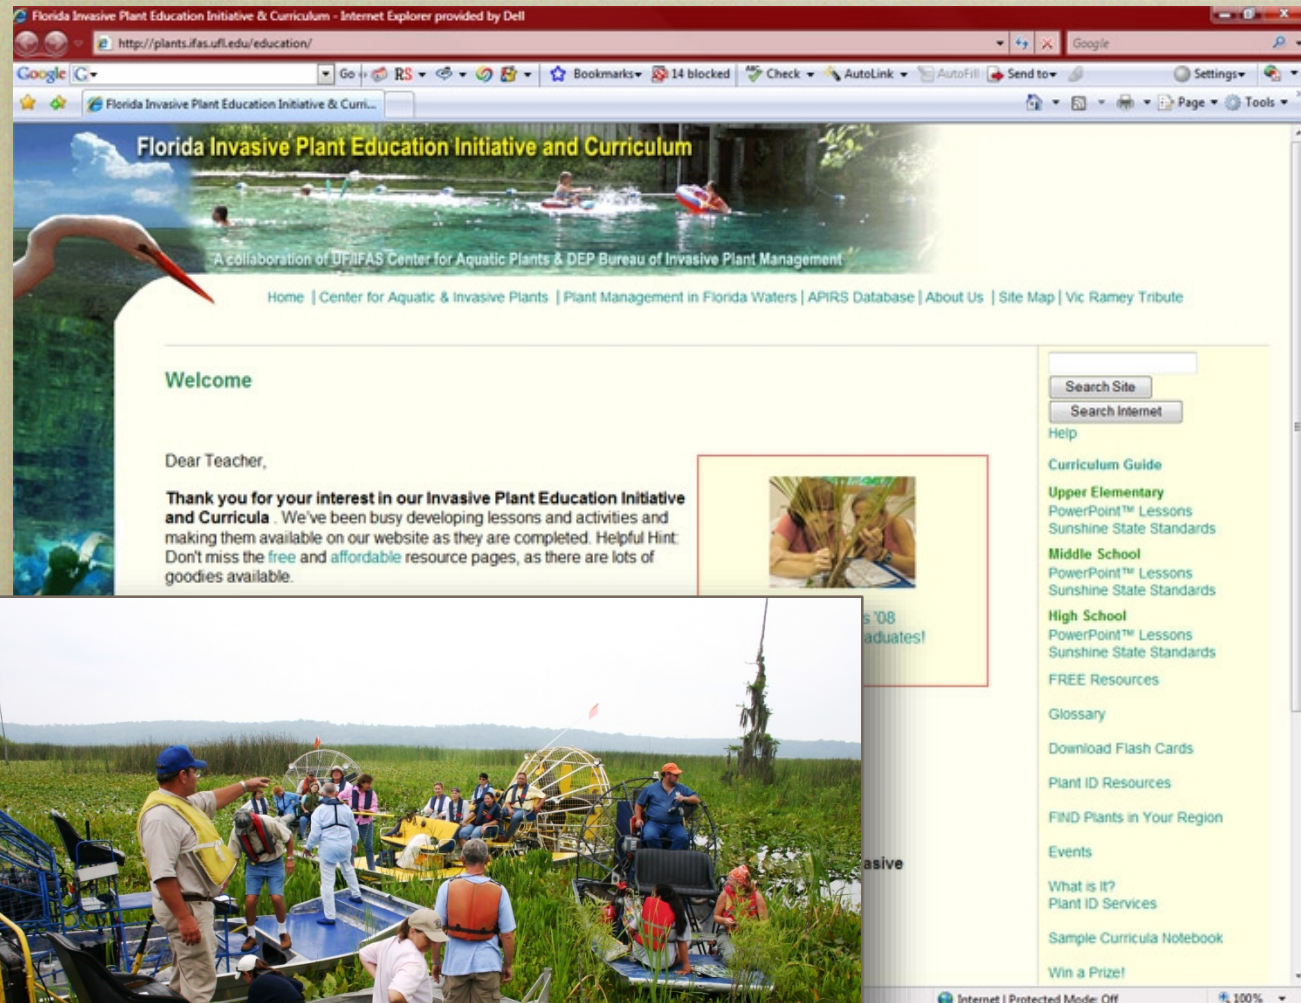 Florida Invasive Plant Education Initiative & Curriculum - Internet Explorer provided by Dell
http://plants.ifas.ufl.edu/education/
Google
Google G Go RS Bookmarks 14 blocked Check AutoLink AutoFill Send to Settings
Florida Invasive Plant Education Initiative & Curri... Page Tools
Florida Invasive Plant Education Initiative and Curriculum
A collaboration of UF/IFAS Center for Aquatic Plants & DEP Bureau of Invasive Plant Management
Home | Center for Aquatic & Invasive Plants | Plant Management in Florida Waters | APIRS Database | About Us | Site Map | Vic Ramey Tribute
Welcome
Dear Teacher,
Thank you for your interest in our Invasive Plant Education Initiative
and Curricula . We've been busy developing lessons and activities and
making them available on our website as they are completed. Helpful Hint:
Don't miss the free and affordable resource pages, as there are lots of
goodies available.
s '08
aduates!
asive
Search Site
Search Internet
Help
Curriculum Guide
Upper Elementary
PowerPoint™ Lessons
Sunshine State Standards
Middle School
PowerPoint™ Lessons
Sunshine State Standards
High School
PowerPoint™ Lessons
Sunshine State Standards
FREE Resources
Glossary
Download Flash Cards
Plant ID Resources
FIND Plants in Your Region
Events
What is It?
Plant ID Services
Sample Curricula Notebook
Win a Prize!
Internet | Protected Mode: Off 100%